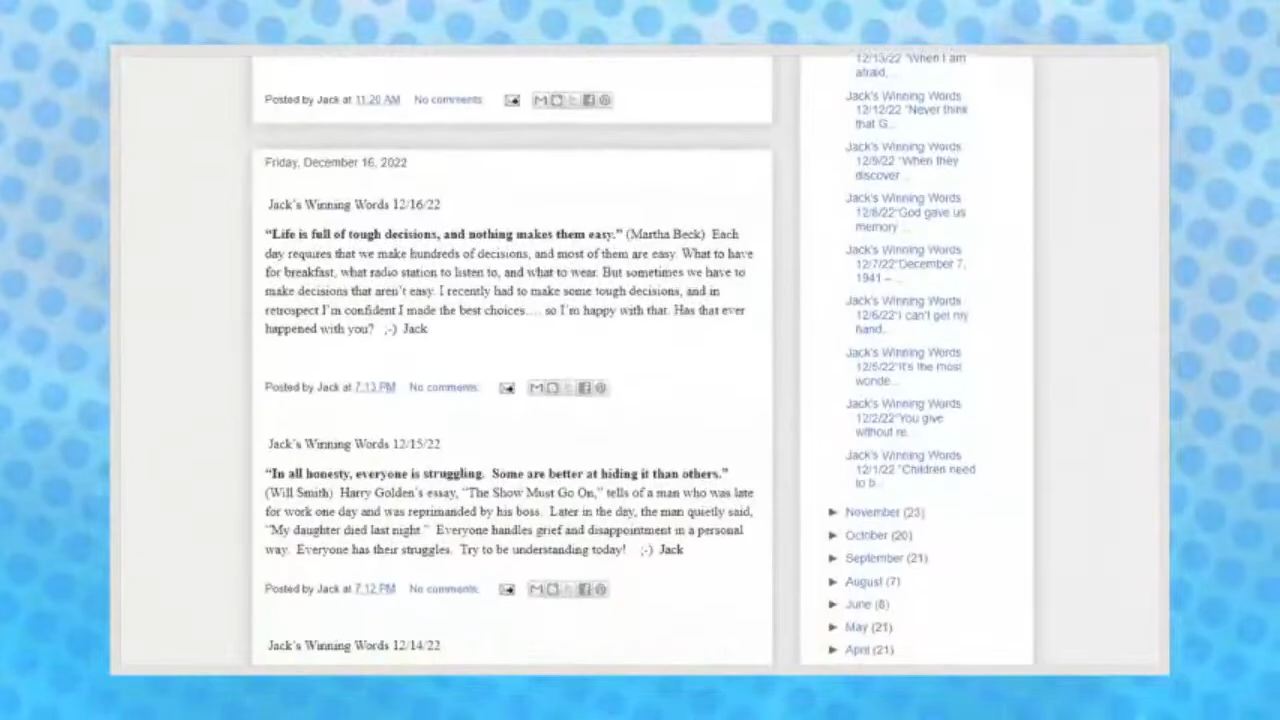 Posted by Jack at 11:20 AM No comments:
Friday, December 16, 2022
Jack's Winning Words 12/16/22
“Life is full of tough decisions, and nothing makes them easy.” (Martha Beck) Each
day requires that we make hundreds of decisions, and most of them are easy. What to have
for breakfast, what radio station to listen to, and what to wear. But sometimes we have to
make decisions that aren't easy. I recently had to make some tough decisions, and in
retrospect I'm confident I made the best choices.... so I'm happy with that. Has that ever
happened with you? ;-) Jack
Posted by Jack at 7:13 PM No comments:
Jack's Winning Words 12/15/22
“In all honesty, everyone is struggling. Some are better at hiding it than others.”
(Will Smith) Harry Golden's essay, “The Show Must Go On,” tells of a man who was late
for work one day and was reprimanded by his boss. Later in the day, the man quietly said,
“My daughter died last night.” Everyone handles grief and disappointment in a personal
way. Everyone has their struggles. Try to be understanding today! ;-) Jack
Posted by Jack at 7:12 PM No comments:
Jack's Winning Words 12/14/22
12/13/22 “When I am
afraid,...
Jack's Winning Words
12/12/22 “Never think
that G...
Jack's Winning Words
12/9/22 “When they
discover ...
Jack's Winning Words
12/8/22“God gave us
memory ...
Jack's Winning Words
12/7/22“December 7,
1941 – ...
Jack's Winning Words
12/6/22“I can't get my
hand...
Jack's Winning Words
12/5/22“It's the most
wonde...
Jack's Winning Words
12/2/22“You give
without re...
Jack's Winning Words
12/1/22 “Children need
to b...
► November (23)
► October (20)
► September (21)
► August (7)
► June (8)
► May (21)
► April (21)